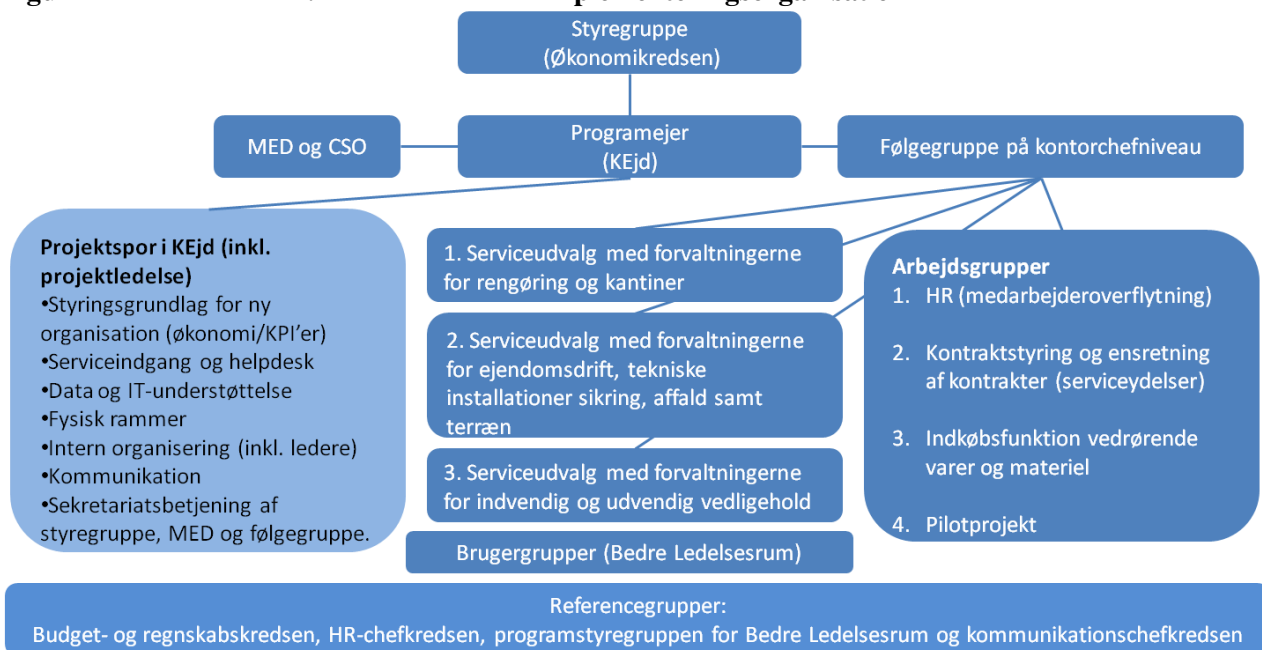 Styregruppe
(Økonomikredsen)
MED og CSO
Programejer
(KEjd)
Følgegruppe på kontorchefniveau
Projektspor i KEjd (inkl.
projektledelse)
•Styringsgrundlag for ny
organisation (økonomi/KPI’er)
•Serviceindgang og helpdesk
•Data og IT-understøttelse
•Fysisk rammer
•Intern organisering (inkl. ledere)
•Kommunikation
•Sekretariatsbetjening af
styregruppe, MED og følgegruppe.
1. Serviceudvalg med forvaltningerne
for rengøring og kantiner
2. Serviceudvalg med forvaltningerne
for ejendomsdrift, tekniske
installationer sikring, affald samt
terræn
3. Serviceudvalg med forvaltningerne
for indvendig og udvendig vedligehold
Brugergrupper (Bedre Ledelsesrum)
Arbejdsgrupper
1. HR (medarbejderoverflytning)
2. Kontraktstyring og ensretning
af kontrakter (serviceydelser)
3. Indkøbsfunktion vedrørende
varer og materiel
4. Pilotprojekt
Referencegrupper:
Budget- og regnskabskredsen, HR-chefkredsen, programstyregruppen for Bedre Ledelsesrum og kommunikationschefkredsen